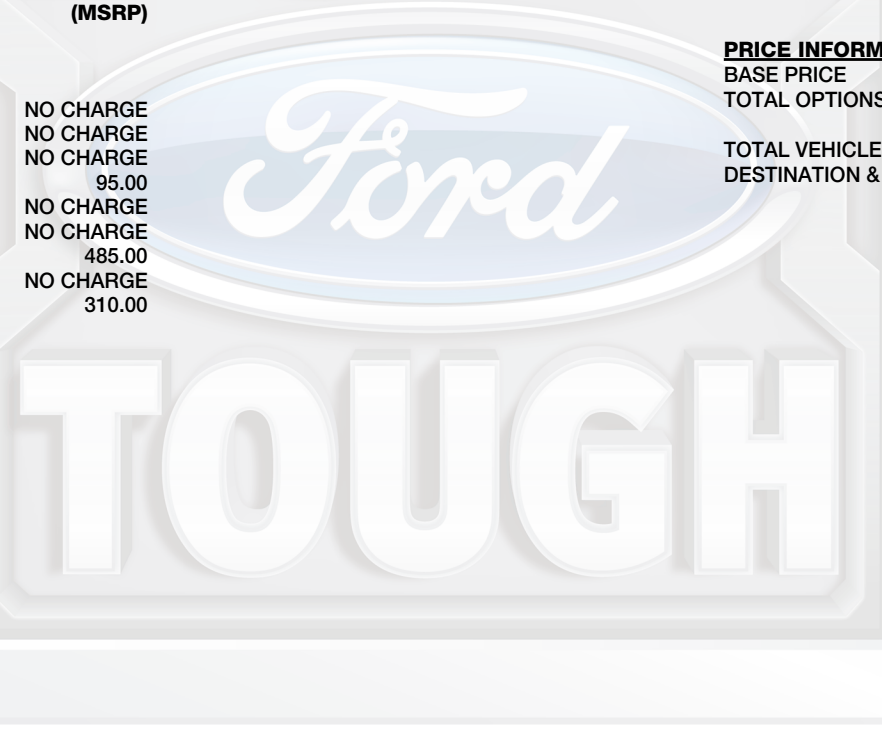 (MSRP)
NO CHARGE
NO CHARGE
NO CHARGE
95.00
NO CHARGE
NO CHARGE
485.00
NO CHARGE
310.00
PRICE INFORM
BASE PRICE
TOTAL OPTIONS
TOTAL VEHICLE
DESTINATION &
Ford
TOUGH